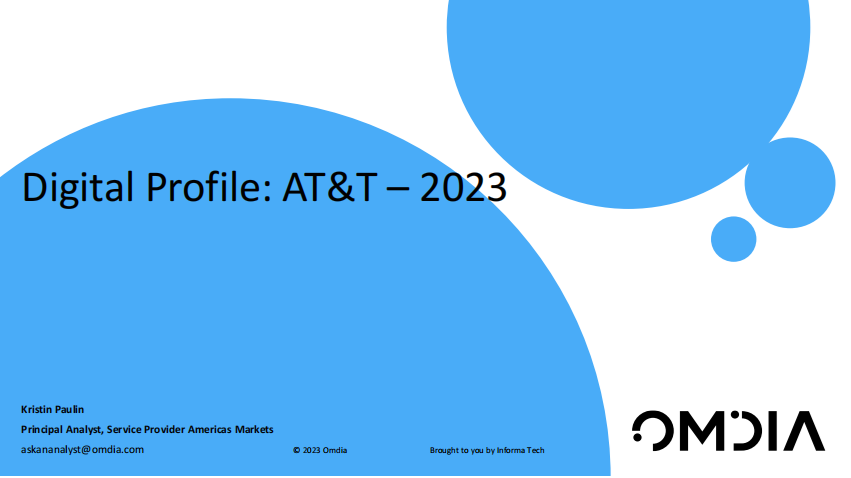 Digital Profile: AT&T – 2023
Kristin Paulin
Principal Analyst, Service Provider Americas Markets
askananalyst@omdia.com
© 2023 Omdia
Brought to you by Informa Tech
OMDIA